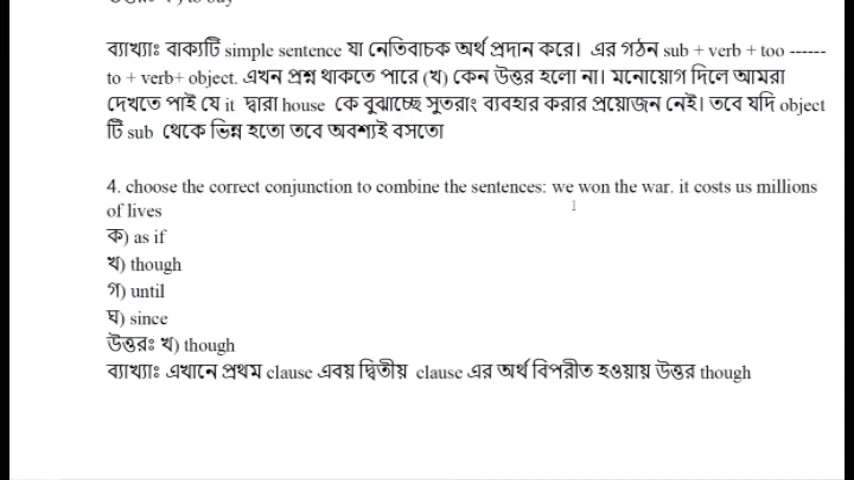 to buy
ব্যাখ্যাঃ বাক্যটি simple sentence যা নেতিবাচক অর্থ প্রদান করে। এর গঠন sub + verb + too ------
to + verb+ object. এখন প্রশ্ন থাকতে পারে (খ) কেন উত্তর হলো না। মনোয়োগ দিলে আমরা
দেখতে পাই যে it দ্বারা house কে বুঝাচ্ছে সুতরাং ব্যবহার করার প্রয়োজন নেই। তবে যদি object
টি sub থেকে ভিন্ন হতো তবে অবশ্যই বসতো
4. choose the correct conjunction to combine the sentences: we won the war. it costs us millions
of lives
ক) as if
খ) though
গ) until
ঘ) since
উত্তরঃ খ) though
ব্যাখ্যাঃ এখানে প্রথম clause এবয় দ্বিতীয় clause এর অর্থ বিপরীত হওয়ায় উত্তর though